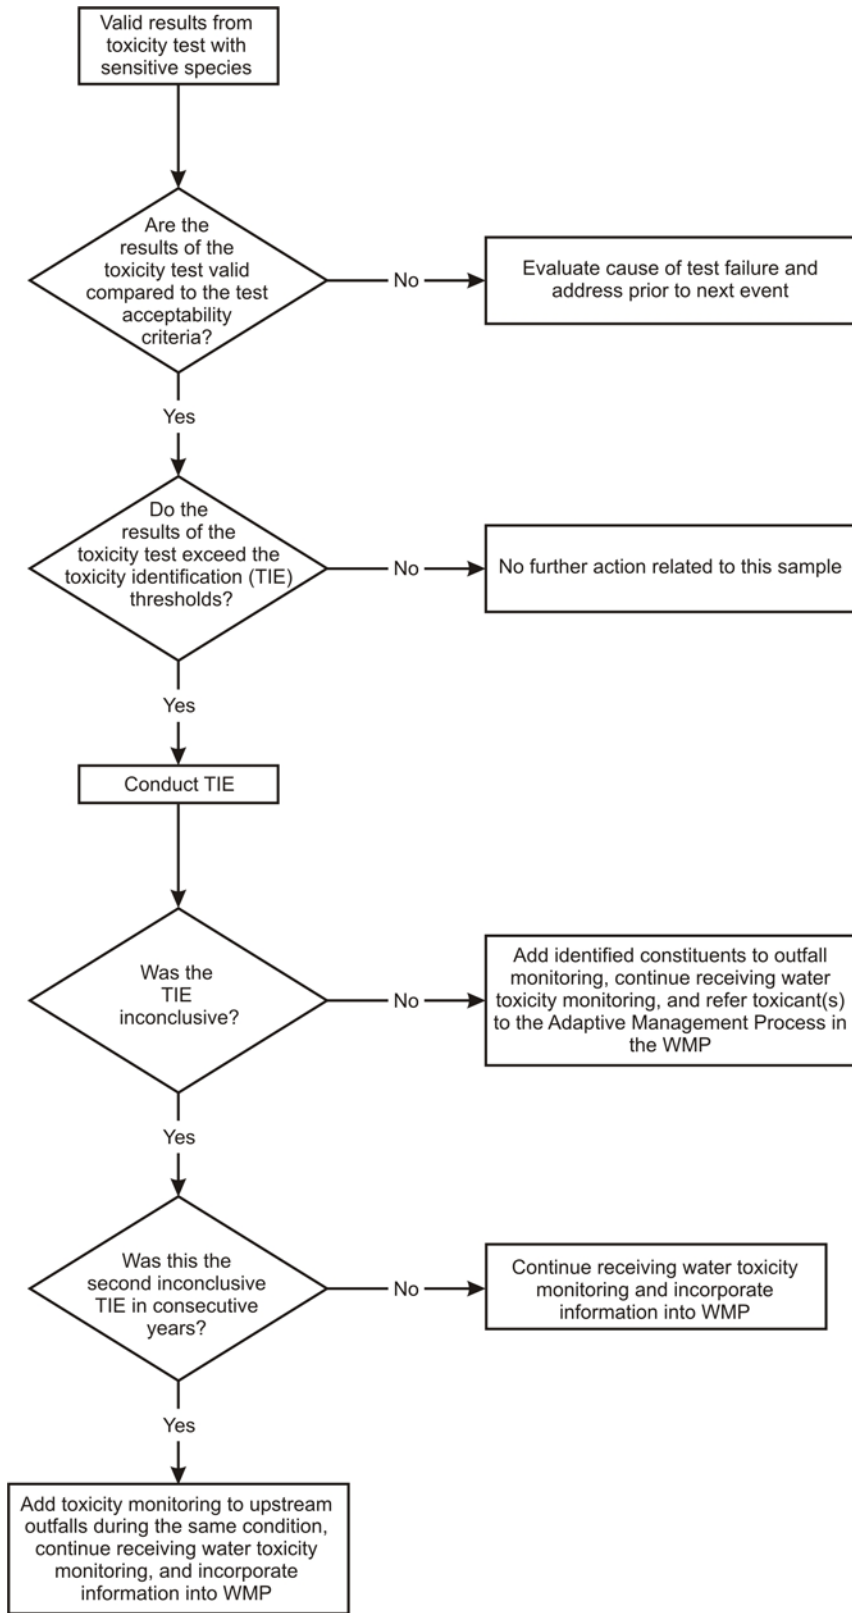 Valid results from
toxicity test with
sensitive species
Are the
results of the
toxicity test valid
compared to the test
acceptability
criteria?
No
Evaluate cause of test failure and
address prior to next event
Yes
Do the
results of the
toxicity test exceed the
toxicity identification (TIE)
thresholds?
No
No further action related to this sample
Yes
Conduct TIE
Was the
TIE
inconclusive?
No
Add identified constituents to outfall
monitoring, continue receiving water
toxicity monitoring, and refer toxicant(s)
to the Adaptive Management Process in
the WMP
Yes
Was this the
second inconclusive
TIE in consecutive
years?
No
Continue receiving water toxicity
monitoring and incorporate
information into WMP
Yes
Add toxicity monitoring to upstream
outfalls during the same condition,
continue receiving water toxicity
monitoring, and incorporate
information into WMP